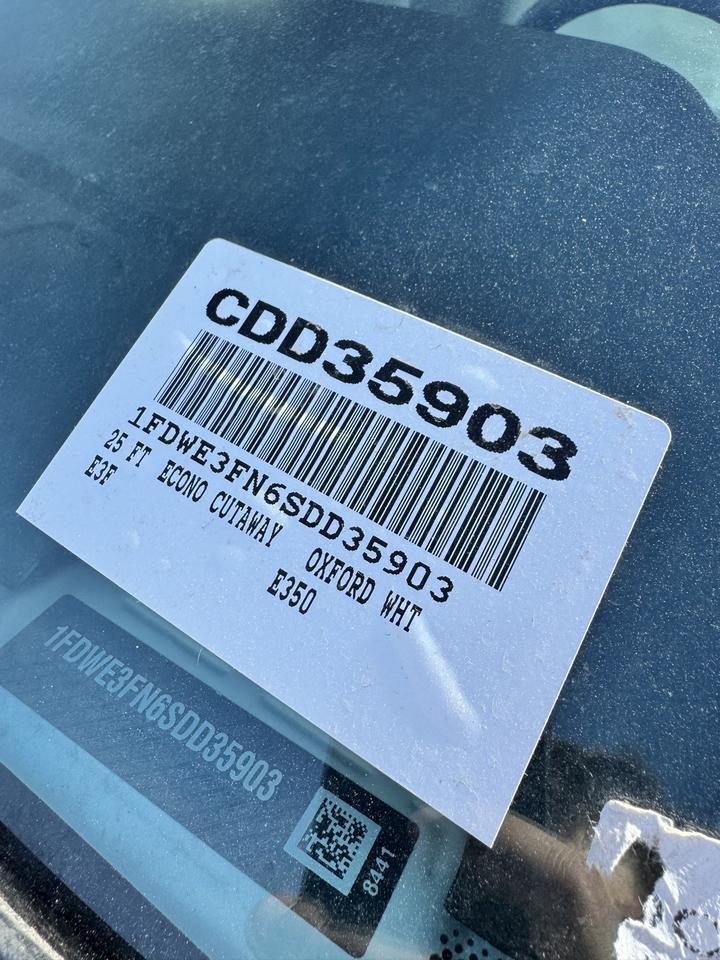 CDD35903
1FDWE3FN6SDD35903
25 FT ECONO CUTAWAY OXFORD WHT
E3F E350
1FDWE3FN6SDD35903
8441